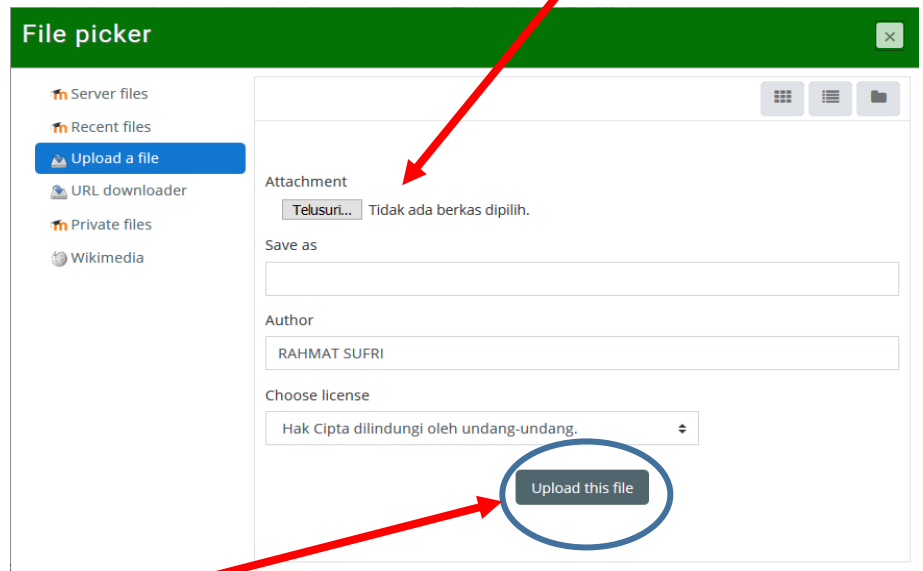 File picker
×
Server files
Recent files
Upload a file
URL downloader
Private files
Wikimedia
Attachment
Telusuri... Tidak ada berkas dipilih.
Save as
Author
RAHMAT SUFRI
Choose license
Hak Cipta dilindungi oleh undang-undang.
Upload this file